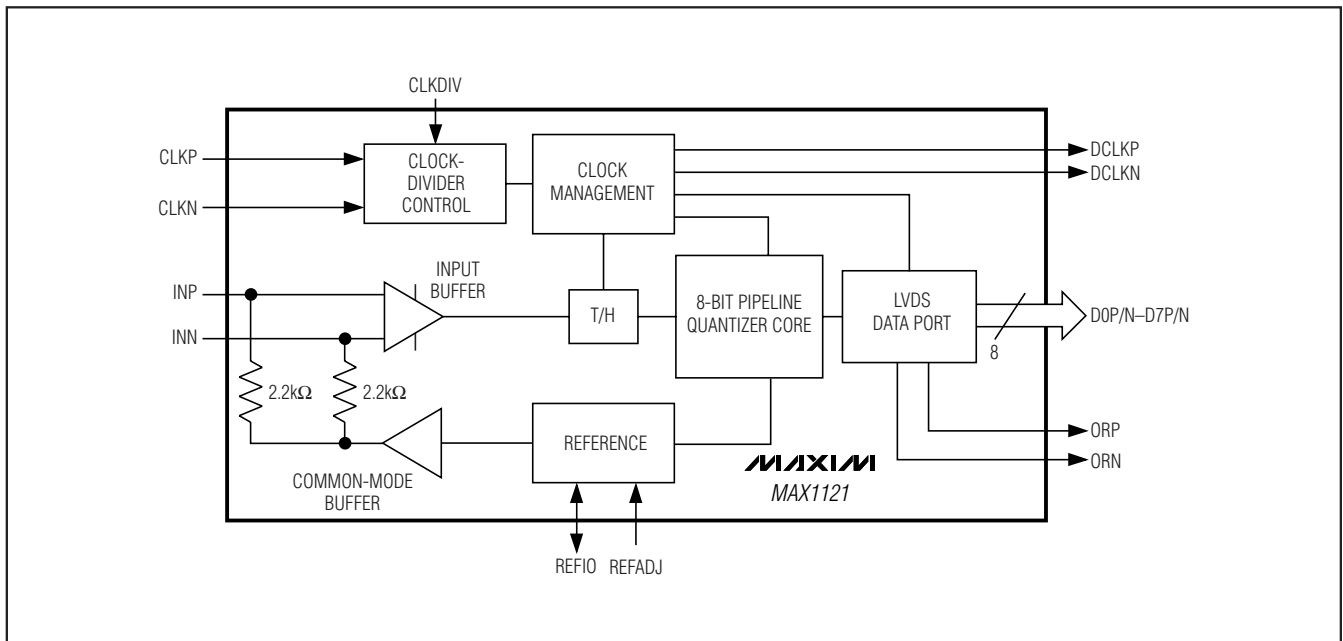 CLKDIV
CLKP
CLKN
CLOCK-
DIVIDER
CONTROL
CLOCK
MANAGEMENT
DCLKP
DCLKN
INPUT
BUFFER
INP
INN
T/H
8-BIT PIPELINE
QUANTIZER CORE
LVDS
DATA PORT
8
D0P/N–D7P/N
2.2kΩ
2.2kΩ
COMMON-MODE
BUFFER
REFERENCE
MAXIM
MAX1121
ORP
ORN
REFIO
REFADJ